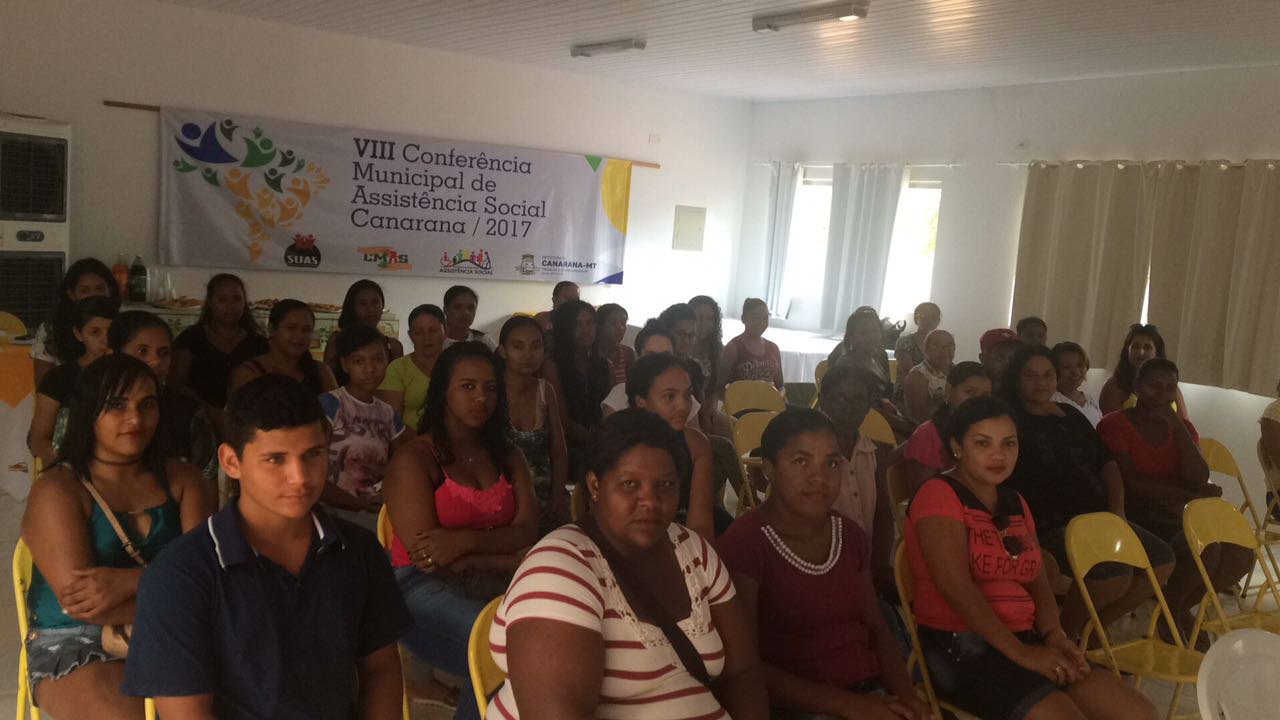 VIII Conferência
Municipal de
Assistência Social
Canarana / 2017
SUAS
CMAS
ASSISTÊNCIA SOCIAL
CANARANA-MT